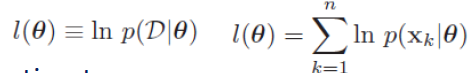 l(θ) ≡ ln p(D|θ)   l(θ) = ∑_{k=1}^{n} ln p(x_k|θ)